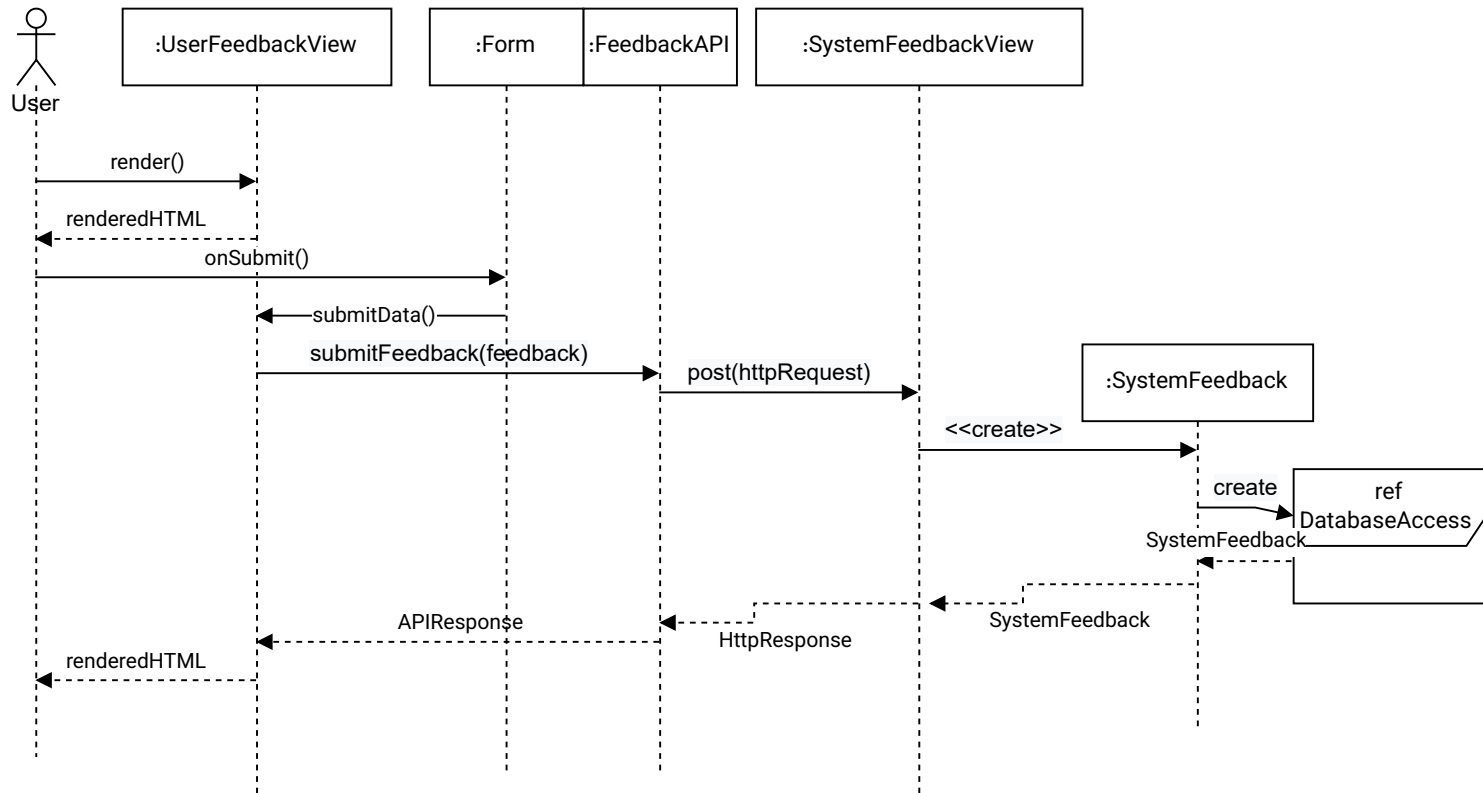 :UserFeedbackView
:Form
:FeedbackAPI
:SystemFeedbackView
User
render()
renderedHTML
onSubmit()
submitData()
submitFeedback(feedback)
post(httpRequest)
:SystemFeedback
<<create>>
create
ref
DatabaseAccess
SystemFeedback
SystemFeedback
HttpResponse
APIResponse
renderedHTML